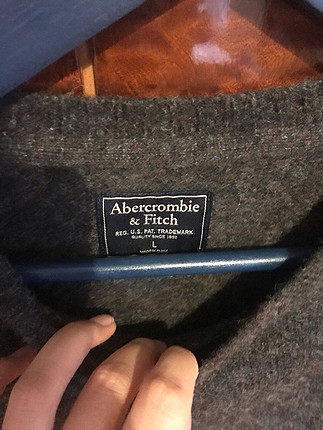 Abercrombie
& Fitch
REG. U.S. PAT. TRADEMARK
QUALITY SINCE 1892
L